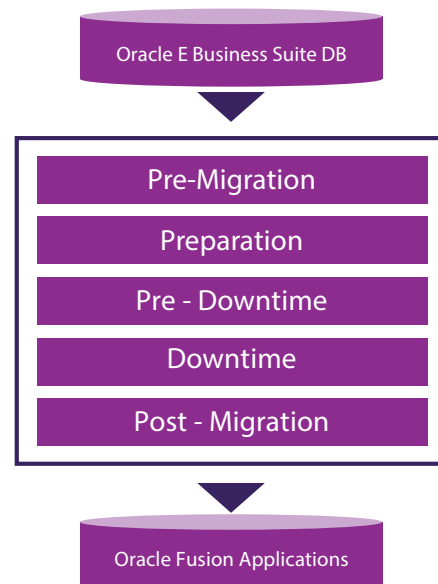 Oracle E Business Suite DB
Pre-Migration
Preparation
Pre - Downtime
Downtime
Post - Migration
Oracle Fusion Applications